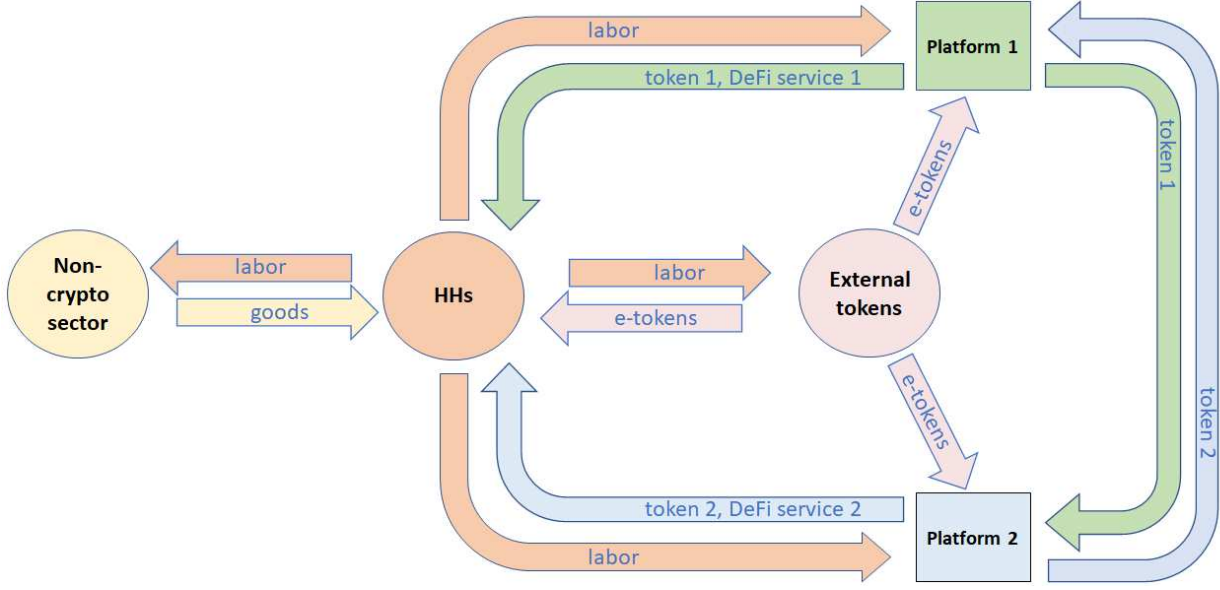 labor
Platform 1
token 1, DeFi service 1
e-tokens
token 1
Non-
crypto
sector
labor
goods
HHs
labor
e-tokens
External
tokens
e-tokens
token 2
token 2, DeFi service 2
Platform 2
labor